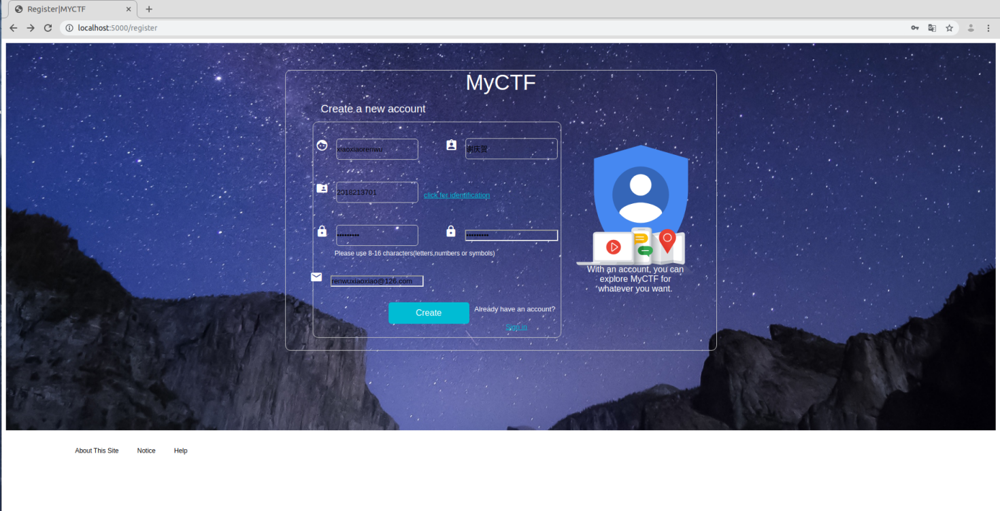 Register|MYCTF
localhost:5000/register
MyCTF
Create a new account
xiaoxiaorenwu
谢庆贺
2018213701
click for identification
•••••••••
•••••••••
Please use 8-16 characters(letters,numbers or symbols)
renwuxiaoxiao@126.com
Create
Already have an account?
Sign in
With an account, you can
explore MyCTF for
whatever you want.
About This Site
Notice
Help